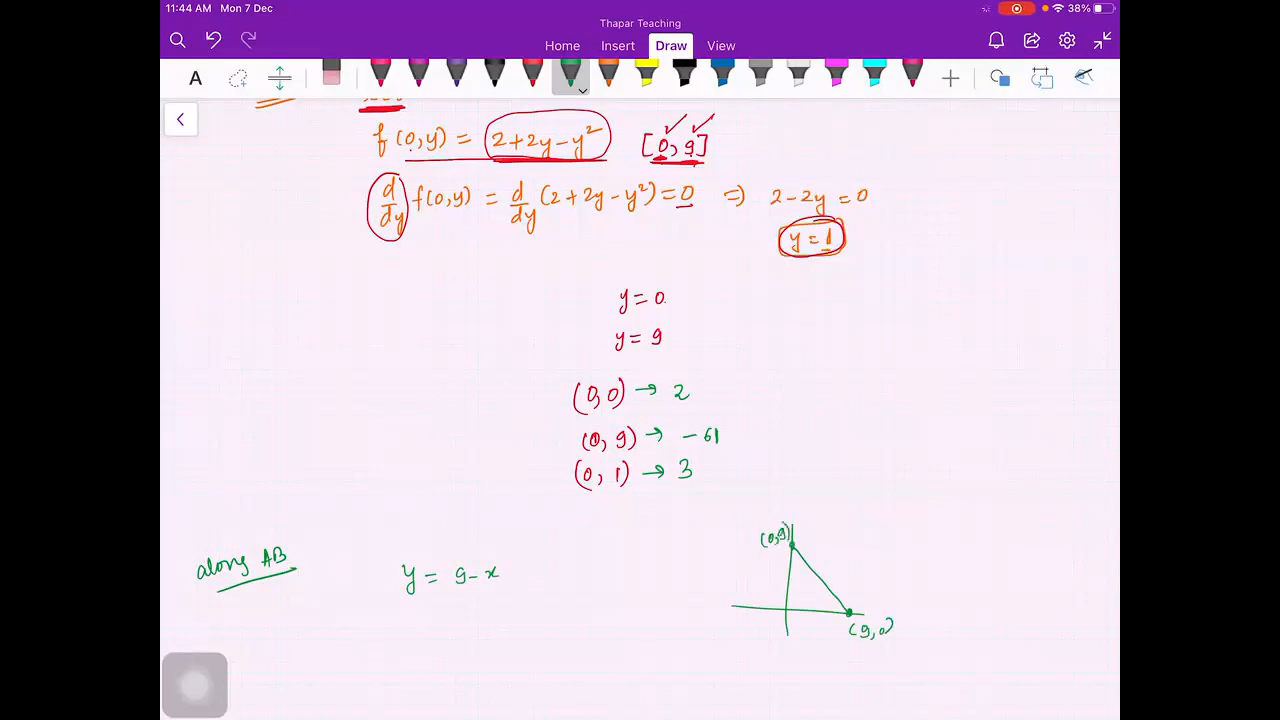 11:44 AM Mon 7 Dec
38%
Thapar Teaching
Home Insert Draw View
A
f(0,y) = 2+2y-y² [0,9]
d/dy f(0,y) = d/dy (2+2y-y²) = 0 ⇒ 2-2y = 0
y = 1
y = 0
y = 9
(0,0) → 2
(0,9) → -61
(0,1) → 3
along AB
y = 9-x
(0,9)
(9,0)